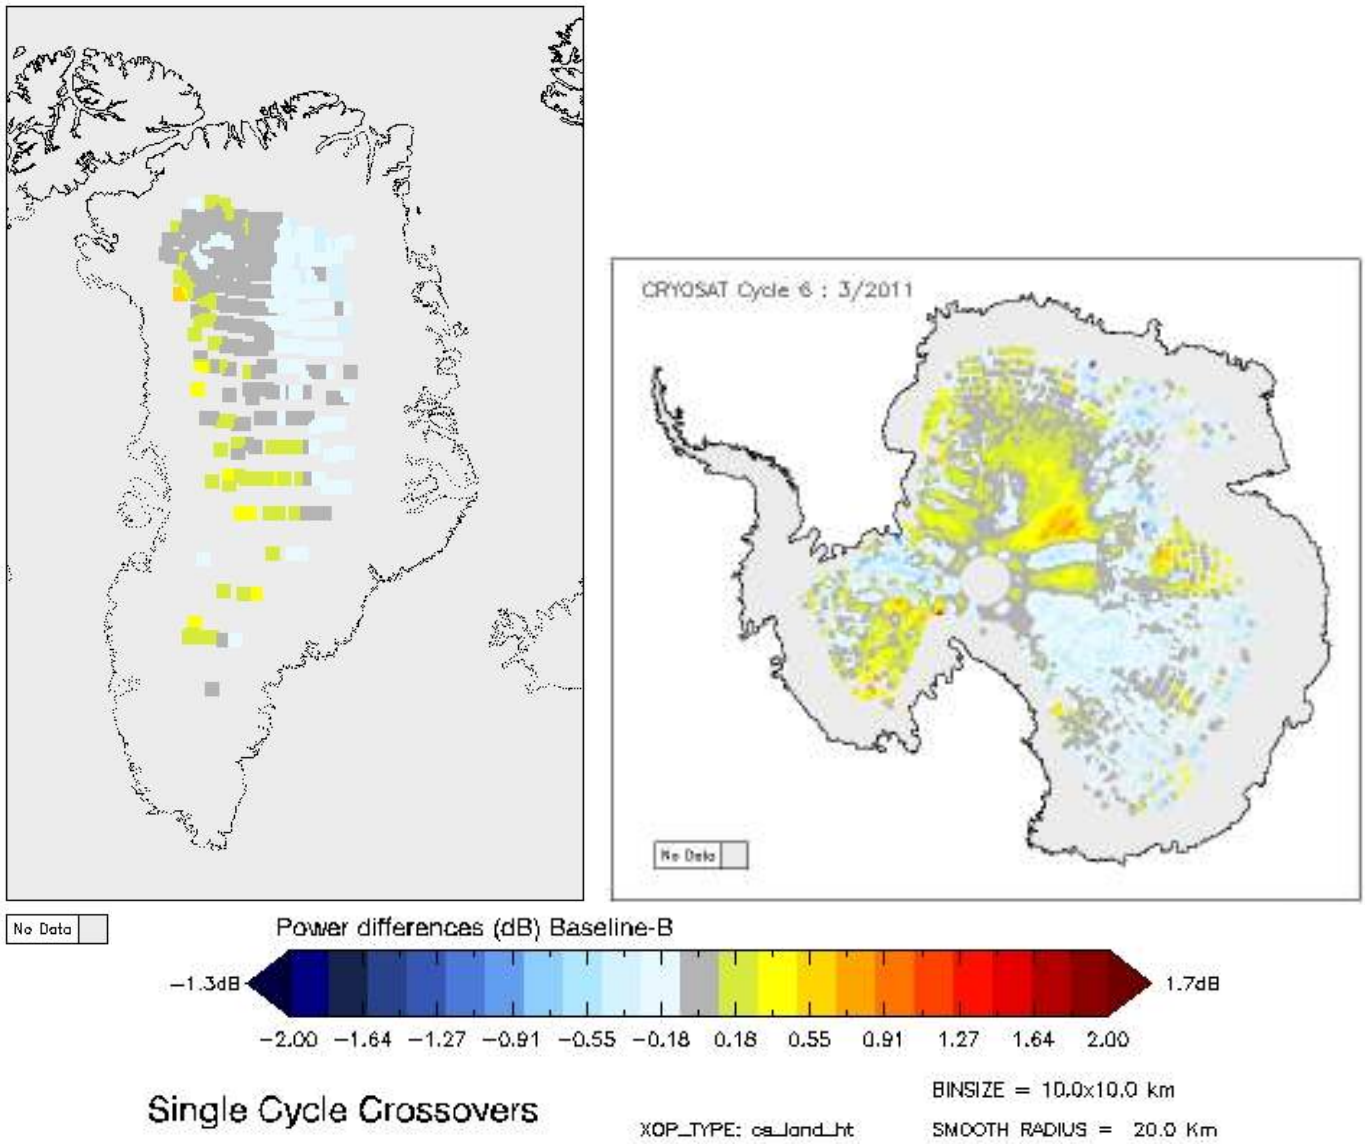 CRYOSAT Cycle 6 : 3/2011
No Data
No Data
Power differences (dB) Baseline-B
-1.3dB
1.7dB
-2.00 -1.64 -1.27 -0.91 -0.55 -0.18 0.18 0.55 0.91 1.27 1.64 2.00
BINSIZE = 10.0x10.0 km
Single Cycle Crossovers
XOP_TYPE: cs_land_ht
SMOOTH RADIUS = 20.0 Km